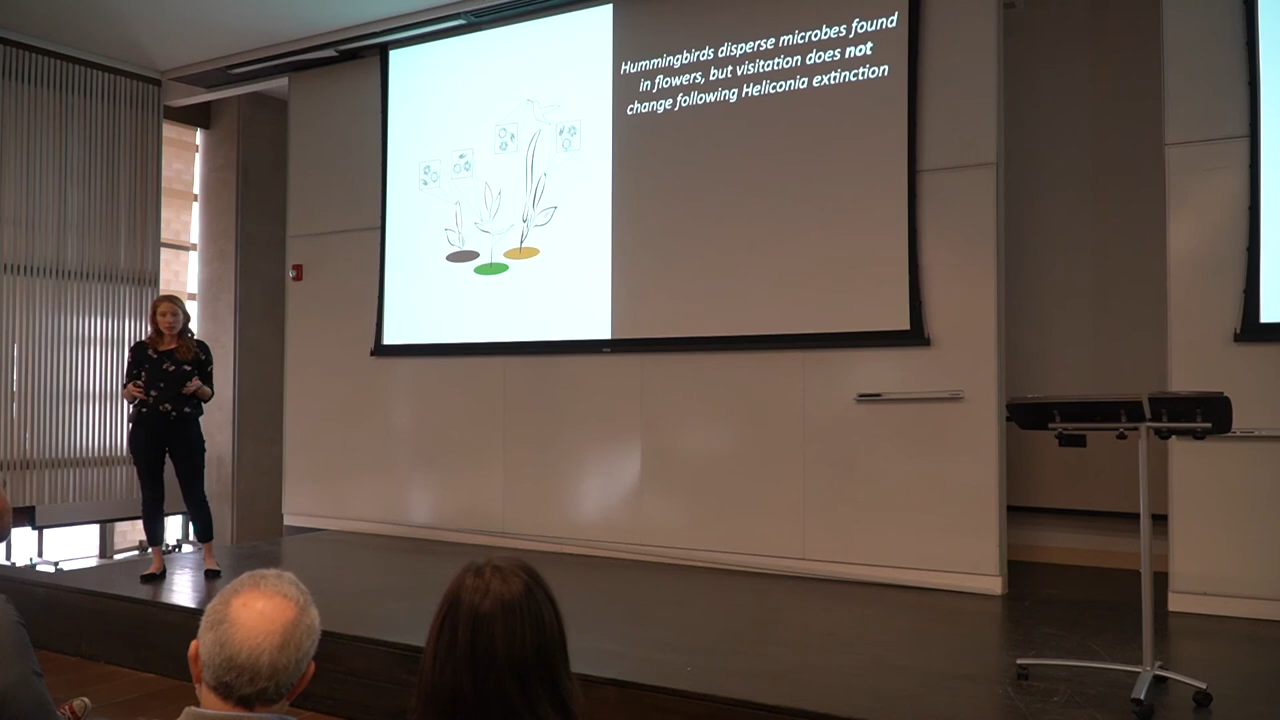 Hummingbirds disperse microbes found
in flowers, but visitation does not
change following Heliconia extinction